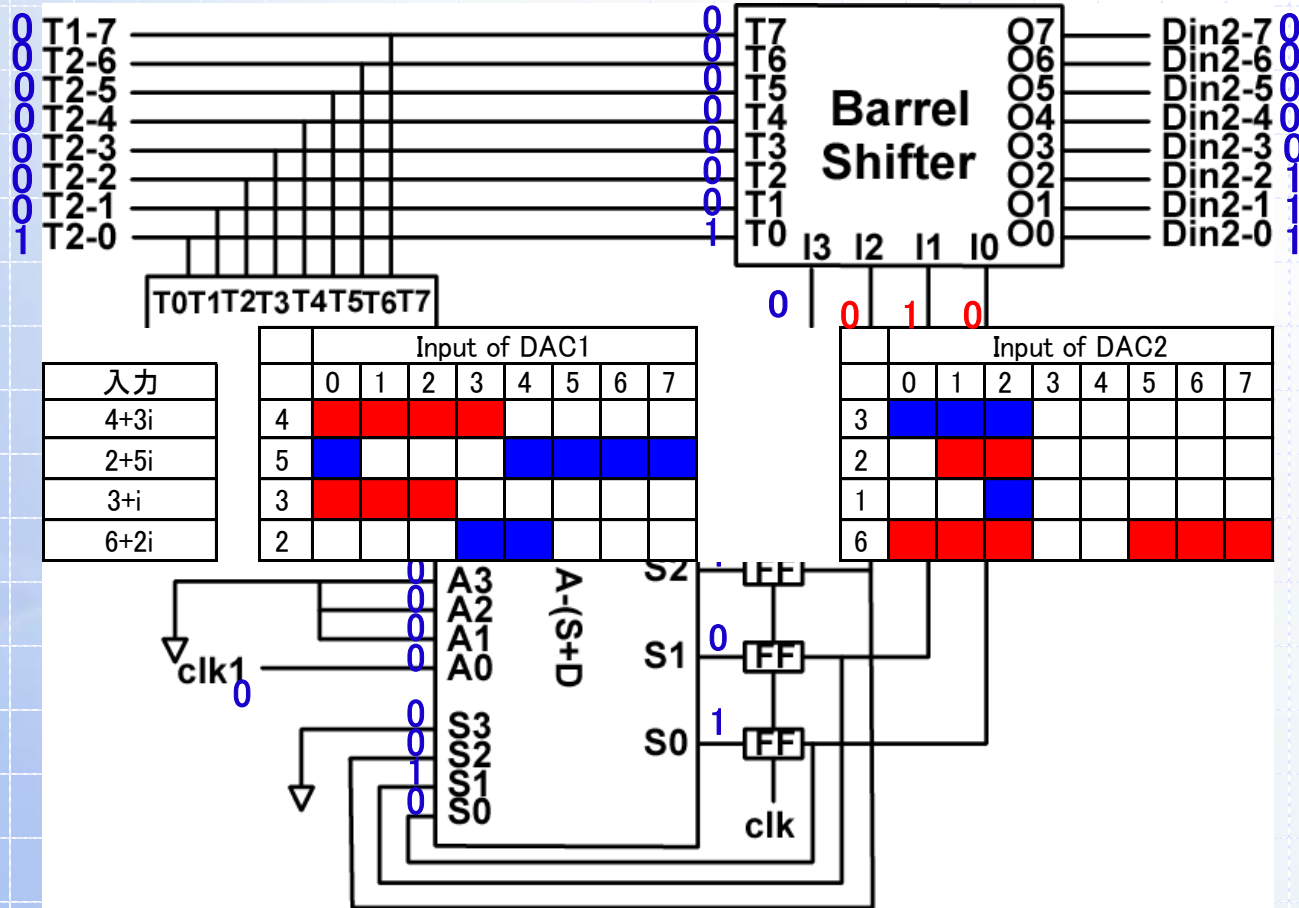 0 T1-7 0 T7 O7 Din2-7 0
0 T2-6 0 T6 O6 Din2-6 0
0 T2-5 0 T5 O5 Din2-5 0
0 T2-4 0 T4 O4 Din2-4 0
0 T2-3 0 T3 O3 Din2-3 0
0 T2-2 0 T2 O2 Din2-2 1
0 T2-1 0 T1 O1 Din2-1 1
1 T2-0 1 T0 O0 Din2-0 1
Barrel
Shifter
I3 I2 I1 I0
0 0 1 0
T0T1T2T3T4T5T6T7
入力
4+3i
2+5i
3+i
6+2i
Input of DAC1
0 1 2 3 4 5 6 7
4
5
3
2
Input of DAC2
0 1 2 3 4 5 6 7
3
2
1
6
0 A3
0 A2
0 A1
0 A0
clk1
0
0 S3
0 S2
1 S1
0 S0
A-(S+D
S2 FF
S1 0 FF
S0 1 FF
clk